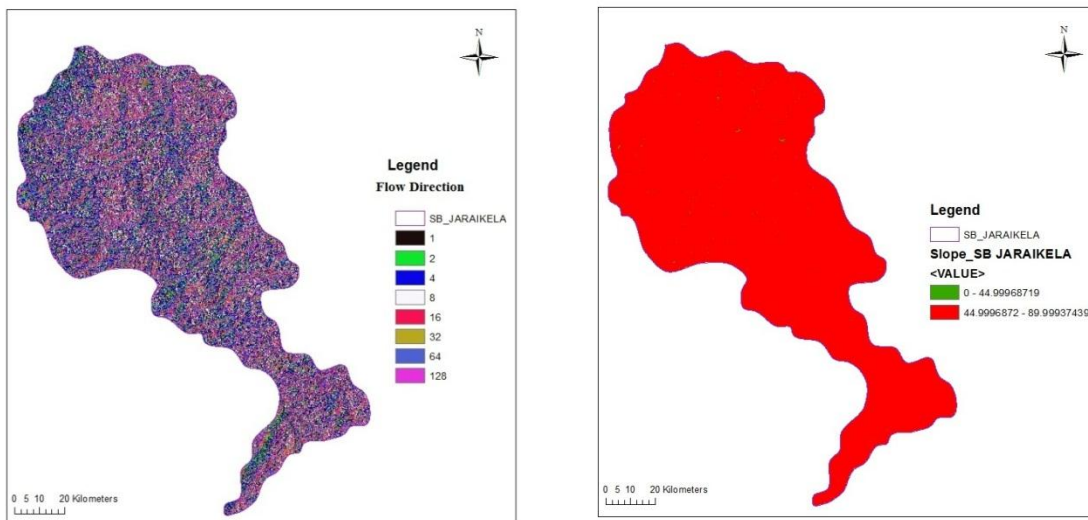 N
Legend
Flow Direction
SB_JARAIKELA
1
2
4
8
16
32
64
128
0 5 10 20 Kilometers
N
Legend
SB_JARAIKELA
Slope_SB JARAIKELA
<VALUE>
0 - 44.99968719
44.9996872 - 89.99937439
0 5 10 20 Kilometers